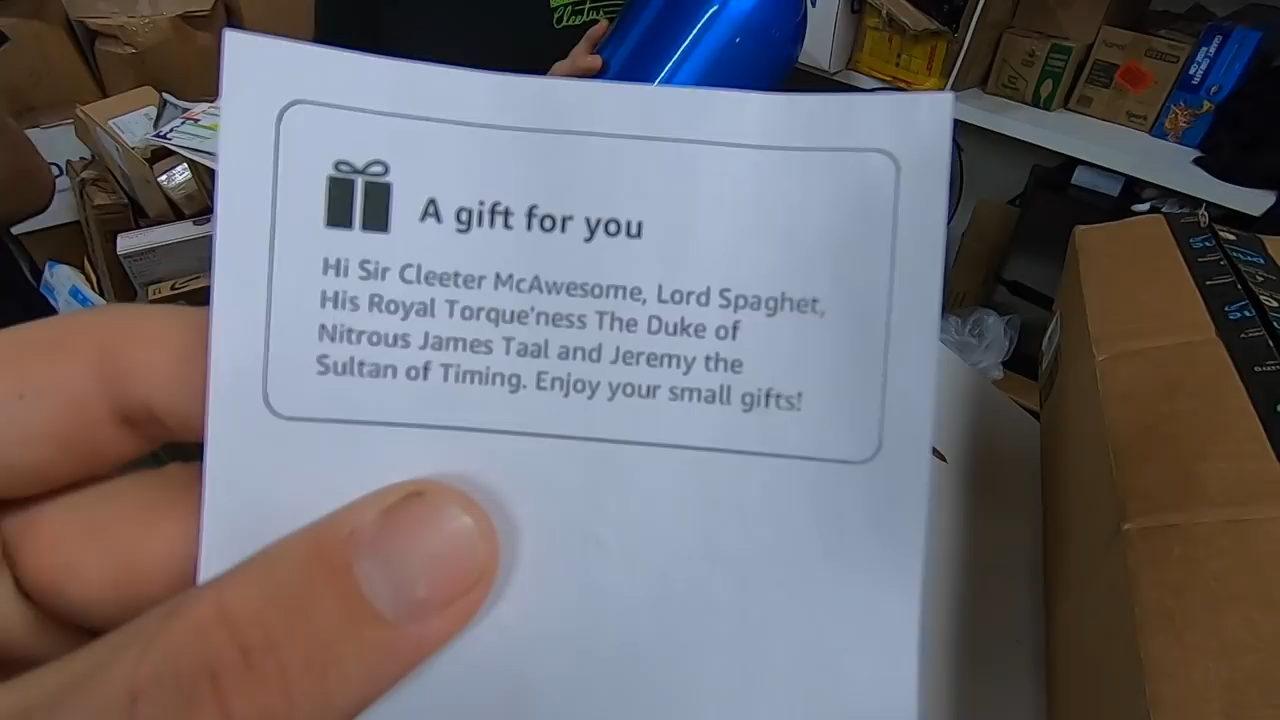 Cleetus
A gift for you
Hi Sir Cleeter McAwesome, Lord Spaghet,
His Royal Torque'ness The Duke of
Nitrous James Taal and Jeremy the
Sultan of Timing. Enjoy your small gifts!